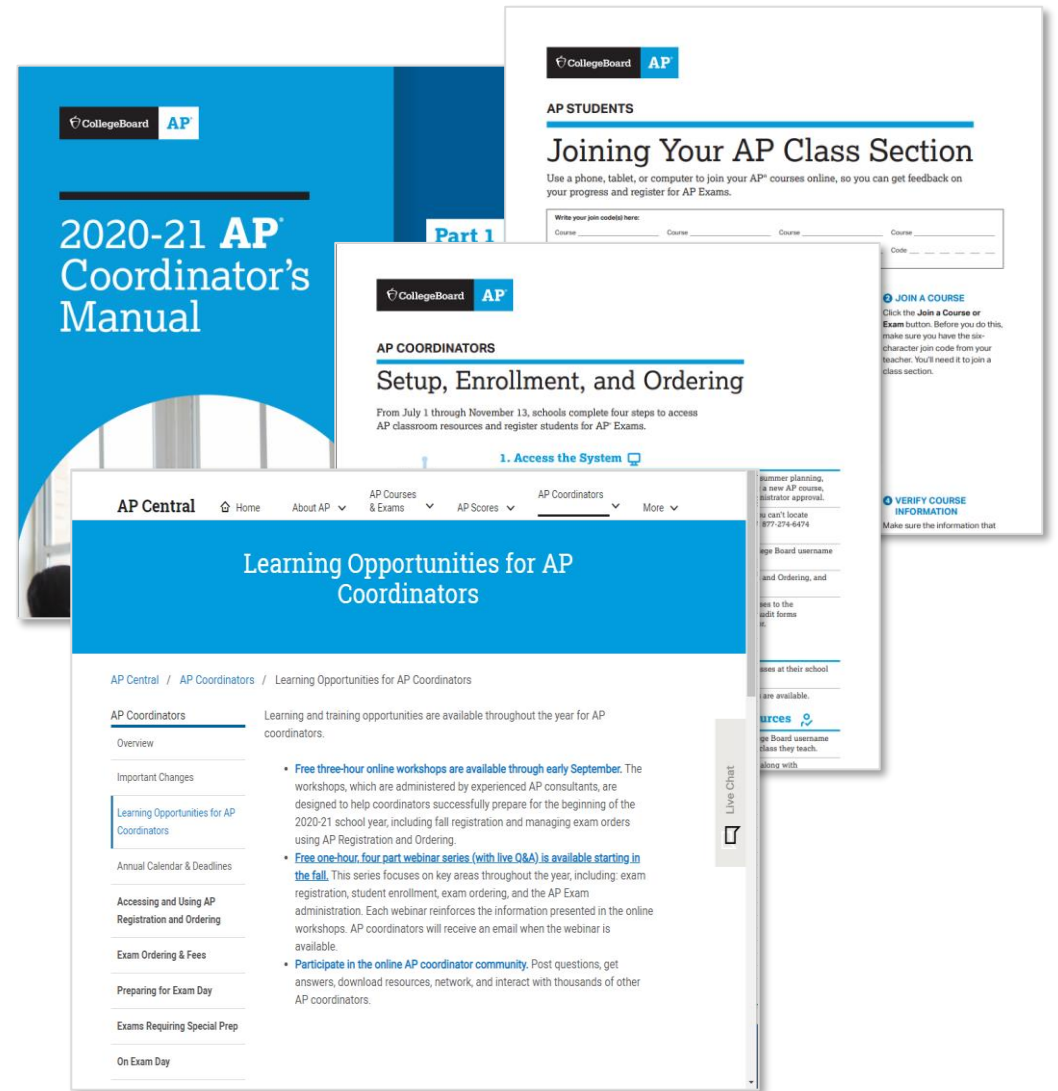 CollegeBoard AP®
2020-21 AP®
Coordinator's
Manual
Part 1
CollegeBoard AP®
AP STUDENTS
Joining Your AP Class Section
Use a phone, tablet, or computer to join your AP® courses online, so you can get feedback on
your progress and register for AP Exams.
Write your join code(s) here:
Course Course Course Course
Code
2 JOIN A COURSE
Click the Join a Course or
Exam button. Before you do this,
make sure you have the six-
character join code from your
teacher. You'll need it to join a
class section.
4 VERIFY COURSE
INFORMATION
Make sure the information that
CollegeBoard AP®
AP COORDINATORS
Setup, Enrollment, and Ordering
From July 1 through November 13, schools complete four steps to access
AP classroom resources and register students for AP® Exams.
1. Access the System
summer planning,
a new AP course,
administrator approval.
you can't locate
877-274-6474
College Board username
and Ordering, and
courses to the
audit forms
classes at their school
are available.
College Board username
class they teach.
along with
AP Central Home About AP AP Courses & Exams AP Scores AP Coordinators More
Learning Opportunities for AP
Coordinators
AP Central / AP Coordinators / Learning Opportunities for AP Coordinators
AP Coordinators
Overview
Important Changes
Learning Opportunities for AP
Coordinators
Annual Calendar & Deadlines
Accessing and Using AP
Registration and Ordering
Exam Ordering & Fees
Preparing for Exam Day
Exams Requiring Special Prep
On Exam Day
Learning and training opportunities are available throughout the year for AP
coordinators.
• Free three-hour online workshops are available through early September. The
workshops, which are administered by experienced AP consultants, are
designed to help coordinators successfully prepare for the beginning of the
2020-21 school year, including fall registration and managing exam orders
using AP Registration and Ordering.
• Free one-hour, four part webinar series (with live Q&A) is available starting in
the fall. This series focuses on key areas throughout the year, including: exam
registration, student enrollment, exam ordering, and the AP Exam
administration. Each webinar reinforces the information presented in the online
workshops. AP coordinators will receive an email when the webinar is
available.
• Participate in the online AP coordinator community. Post questions, get
answers, download resources, network, and interact with thousands of other
AP coordinators.
Live Chat